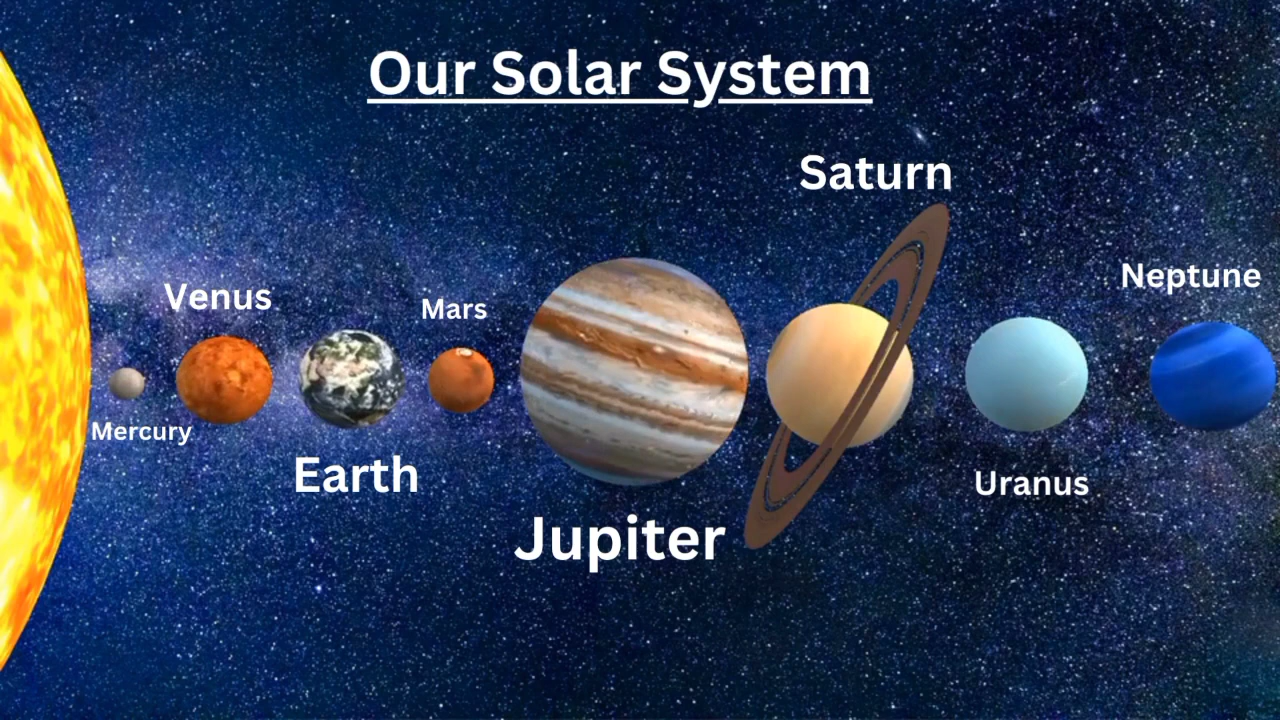 Our Solar System
Saturn
Neptune
Venus
Mars
Mercury
Earth
Uranus
Jupiter